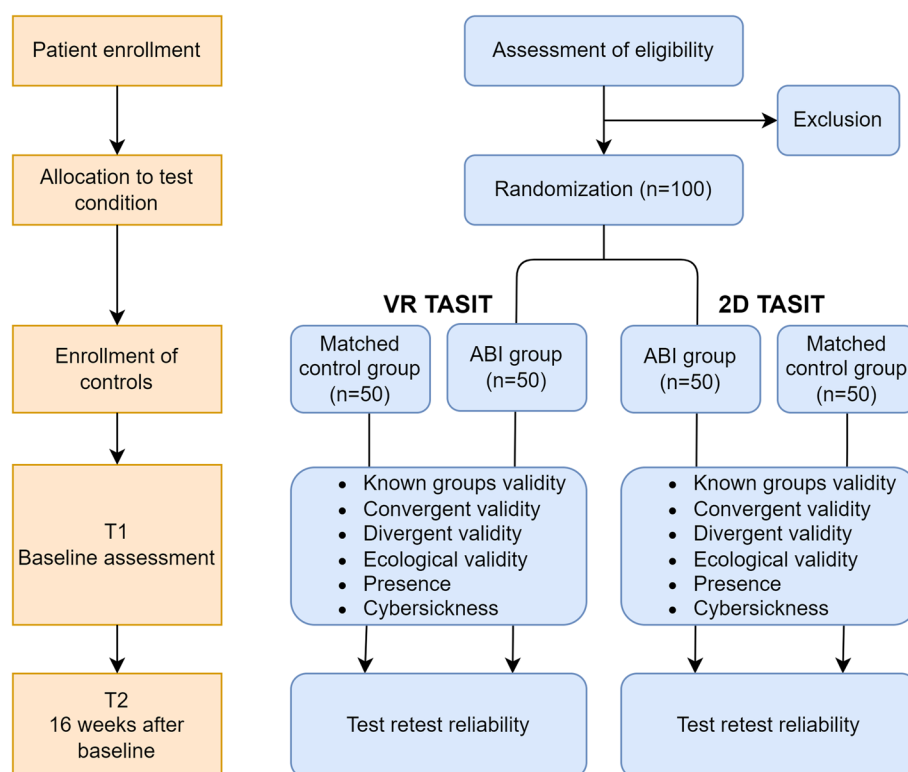 Patient enrollment
Assessment of eligibility
Exclusion
Allocation to test
condition
Randomization (n=100)
VR TASIT
2D TASIT
Enrollment of
controls
Matched
control group
(n=50)
ABI group
(n=50)
ABI group
(n=50)
Matched
control group
(n=50)
T1
Baseline assessment
• Known groups validity
• Convergent validity
• Divergent validity
• Ecological validity
• Presence
• Cybersickness
• Known groups validity
• Convergent validity
• Divergent validity
• Ecological validity
• Presence
• Cybersickness
T2
16 weeks after
baseline
Test retest reliability
Test retest reliability